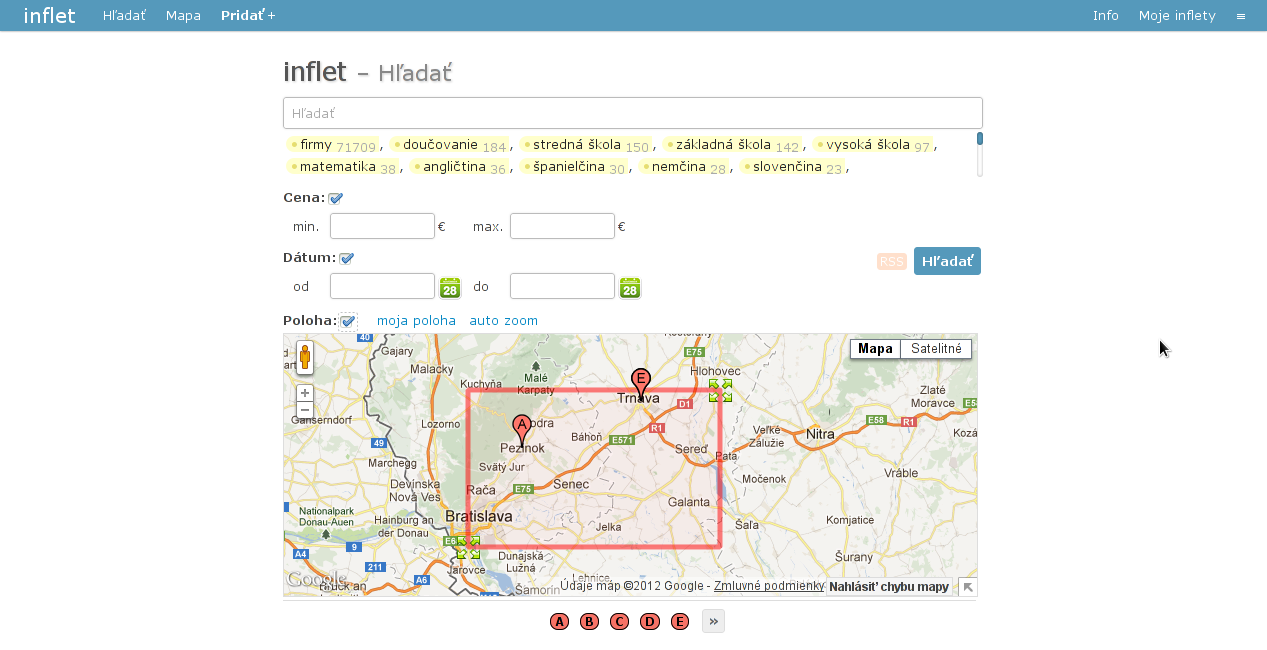 inflet Hľadať Mapa Pridať + Info Moje inflety ≡
inflet – Hľadať
Hľadať
firmy 71709, doučovanie 184, stredná škola 150, základná škola 142, vysoká škola 97,
matematika 38, angličtina 36, španielčina 30, nemčina 28, slovenčina 23,
Cena:
min. € max. €
Dátum: RSS Hľadať
od 28 do 28
Poloha: moja poloha auto zoom
40 Gajary E75 Mapa Satelitné
Malacky Hlohovec
Kuchyňa Malé Karpaty
E Trnava Zlaté Moravce
D1 E58
Gänserndorf Lozorno A R1 E58 R1
49 Báhoň E571 Veľké Zálužie Nitra
Pezinok Sereď Pata
Marchegg Svätý Jur Vráble
Devínska Nová Ves Rača E75 Senec Močenok
Galanta
Nationalpark Donau-Auen Bratislava
Hainburg an der Donau Jelka Šaľa Komjatice
9
A4 Jarovce Dunajská Lužná Šurany
211
A6 Šamorín
Google Údaje máp ©2012 Google - Zmluvné podmienky Nahlásiť chybu mapy
A B C D E »